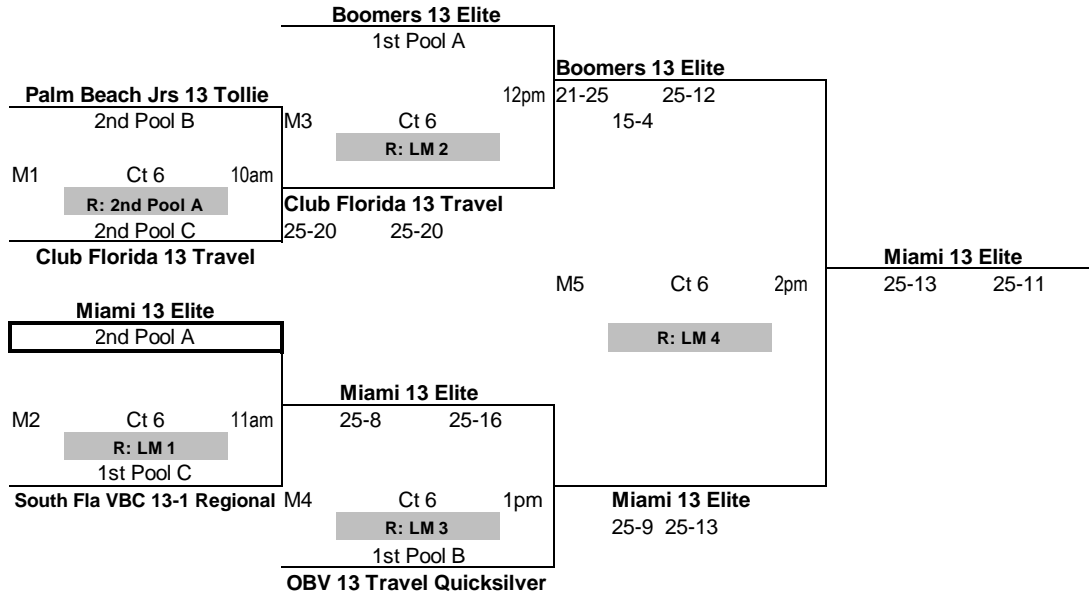 Boomers 13 Elite
1st Pool A
Boomers 13 Elite
Palm Beach Jrs 13 Tollie
12pm 21-25 25-12
2nd Pool B
M3 Ct 6
15-4
R: LM 2
M1 Ct 6 10am
R: 2nd Pool A
Club Florida 13 Travel
2nd Pool C
25-20 25-20
Club Florida 13 Travel
Miami 13 Elite
M5 Ct 6 2pm
25-13 25-11
Miami 13 Elite
2nd Pool A
R: LM 4
Miami 13 Elite
M2 Ct 6 11am
25-8 25-16
R: LM 1
1st Pool C
South Fla VBC 13-1 Regional
M4 Ct 6 1pm
Miami 13 Elite
R: LM 3
25-9 25-13
1st Pool B
OBV 13 Travel Quicksilver